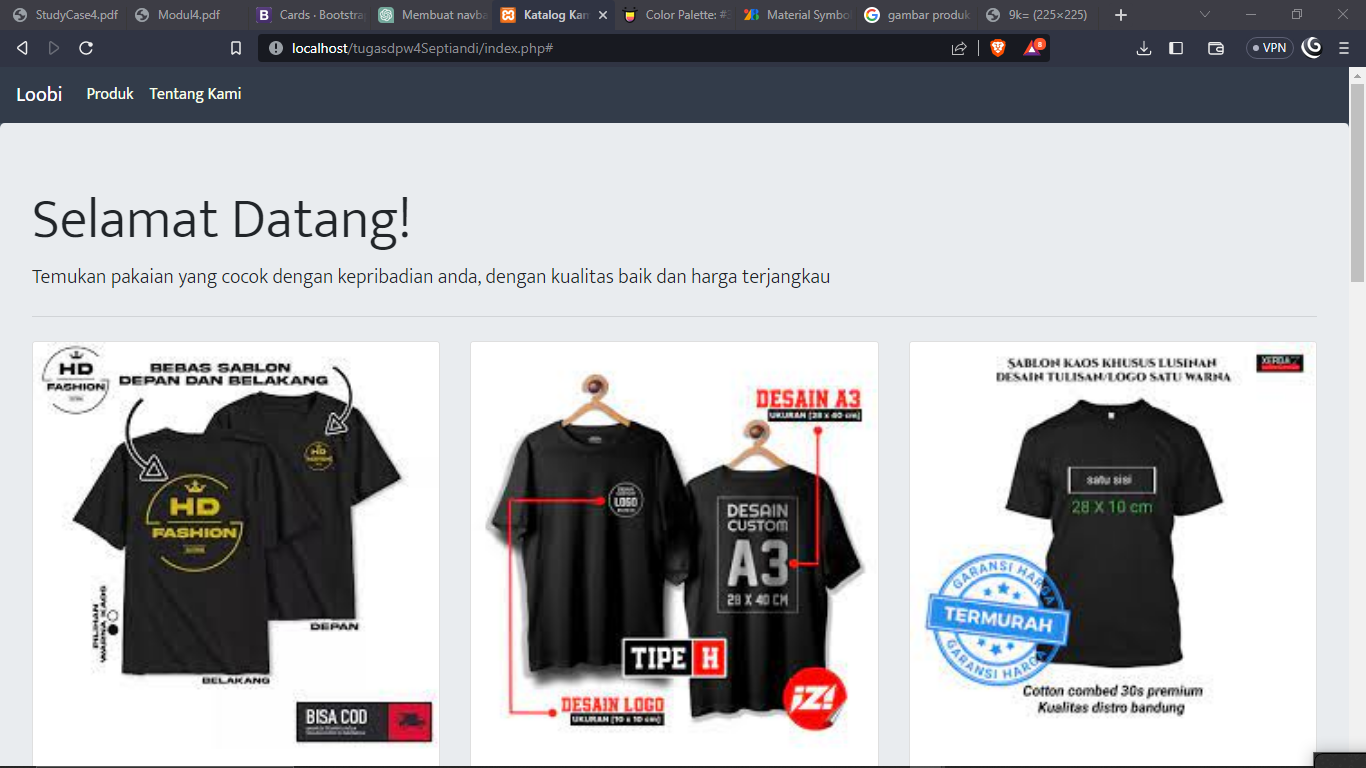 StudyCase4.pdf
Modul4.pdf
Cards · Bootstrap
Membuat navba
Katalog Kan
Color Palette: #
Material Symbo
gambar produk
9k= (225×225)
localhost/tugasdpw4Septiandi/index.php#
8
VPN
Loobi
Produk
Tentang Kami
Selamat Datang!
Temukan pakaian yang cocok dengan kepribadian anda, dengan kualitas baik dan harga terjangkau
HD
FASHION
BEBAS SABLON
DEPAN DAN BELAKANG
HD
FASHION
HD
FASHION
PILIHAN
WARNA KAOS
DEPAN
BELAKANG
BISA COD
DESAIN A3
UKURAN (28 x 40 cm)
LOGO
DESAIN
CUSTOM
A3
28 X 40 CM
TIPE H
DESAIN LOGO
UKURAN (10 x 10 cm)
IZI
SABLON KAOS KHUSUS LUSINAN
DESAIN TULISAN/LOGO SATU WARNA
satu sisi
28 X 10 cm
GARANSI HARGA
TERMURAH
GARANSI HARGA
Cotton combed 30s premium
Kualitas distro bandung